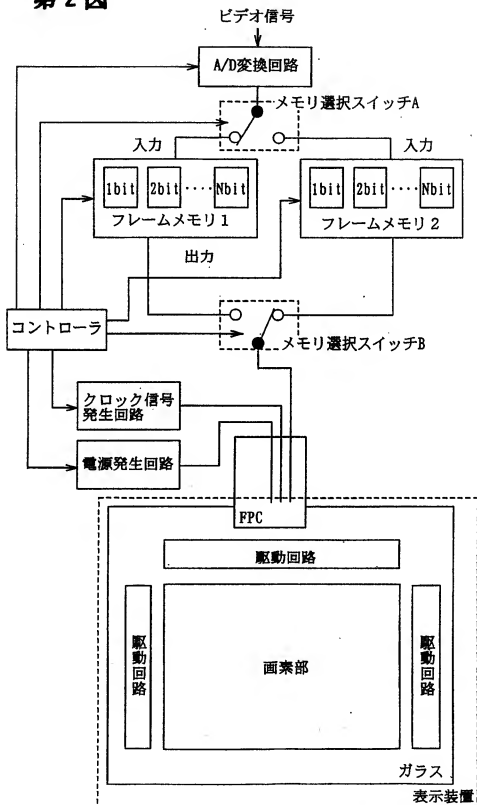 第2図
ビデオ信号
A/D変換回路
メモリ選択スイッチA
入力
入力
1bit 2bit ‥‥ Nbit
フレームメモリ1
1bit 2bit ‥‥ Nbit
フレームメモリ2
出力
コントローラ
メモリ選択スイッチB
クロック信号
発生回路
電源発生回路
FPC
駆動回路
駆動回路
画素部
駆動回路
ガラス
表示装置